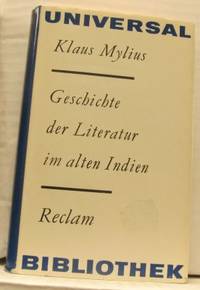 UNIVERSAL
Klaus Mylius
Geschichte
der Literatur
im alten Indien
Reclam
BIBLIOTHEK